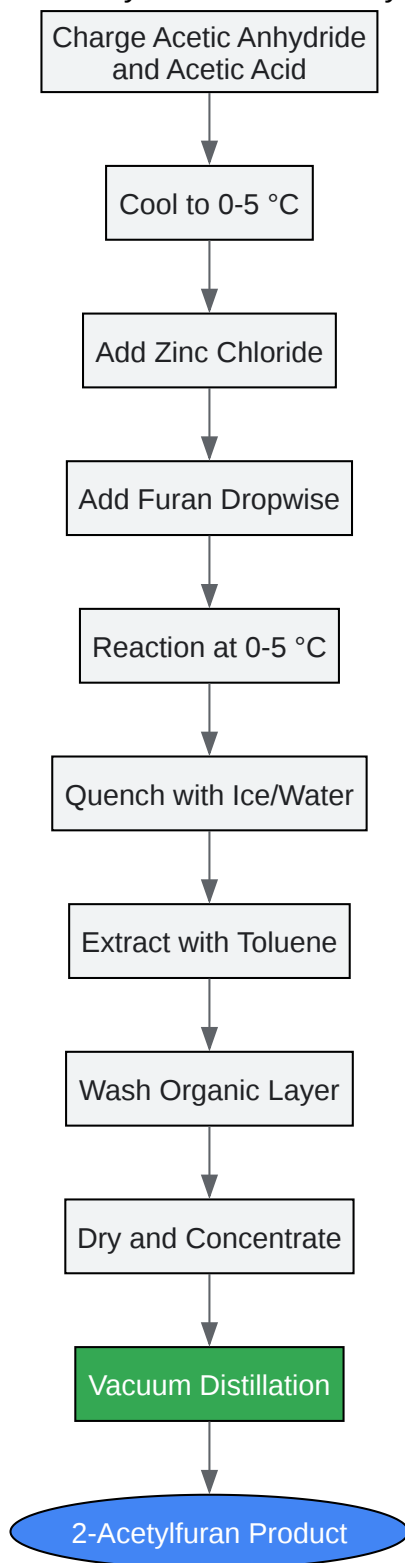 Charge Acetic Anhydride
and Acetic Acid
Cool to 0-5 °C
Add Zinc Chloride
Add Furan Dropwise
Reaction at 0-5 °C
Quench with Ice/Water
Extract with Toluene
Wash Organic Layer
Dry and Concentrate
Vacuum Distillation
2-Acetylfuran Product